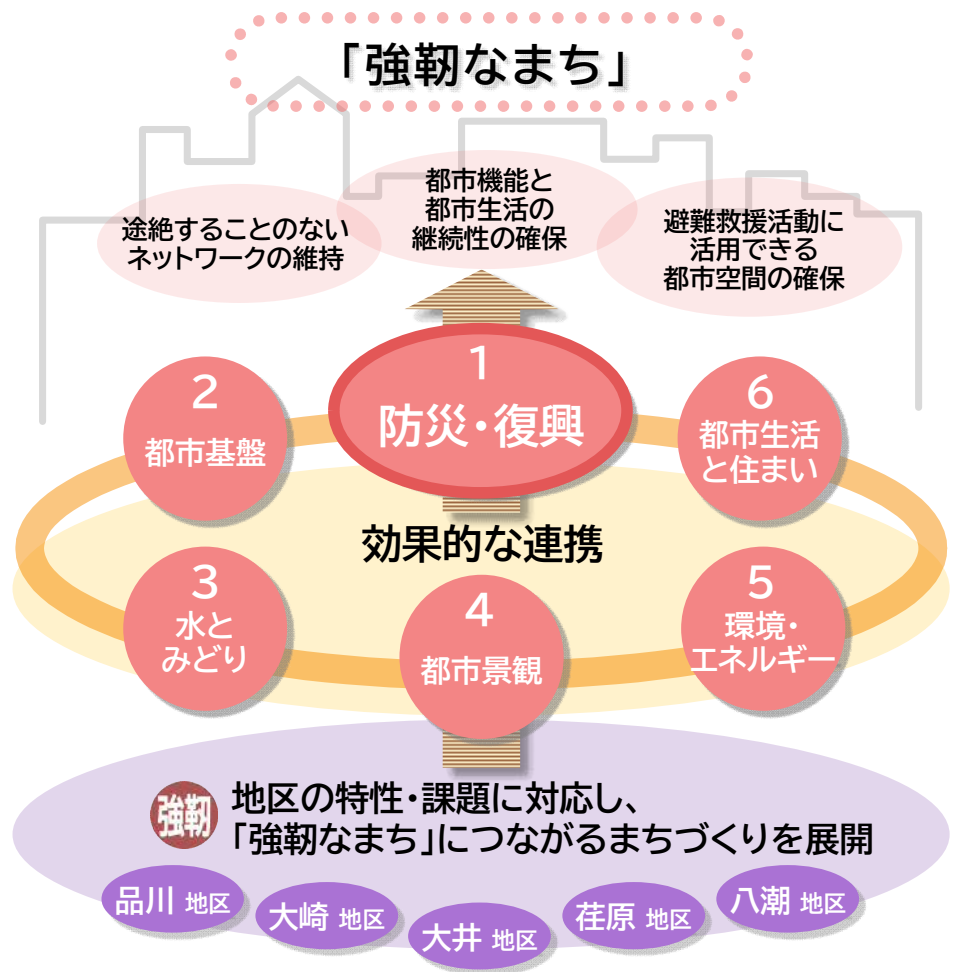 「強靭なまち」
途絶することのない
ネットワークの維持
都市機能と
都市生活の
継続性の確保
避難救援活動に
活用できる
都市空間の確保
1
防災・復興
2
都市基盤
6
都市生活
と住まい
効果的な連携
3
水と
みどり
4
都市景観
5
環境・
エネルギー
強靭
地区の特性・課題に対応し、
「強靭なまち」につながるまちづくりを展開
品川 地区
大崎 地区
大井 地区
荏原 地区
八潮 地区